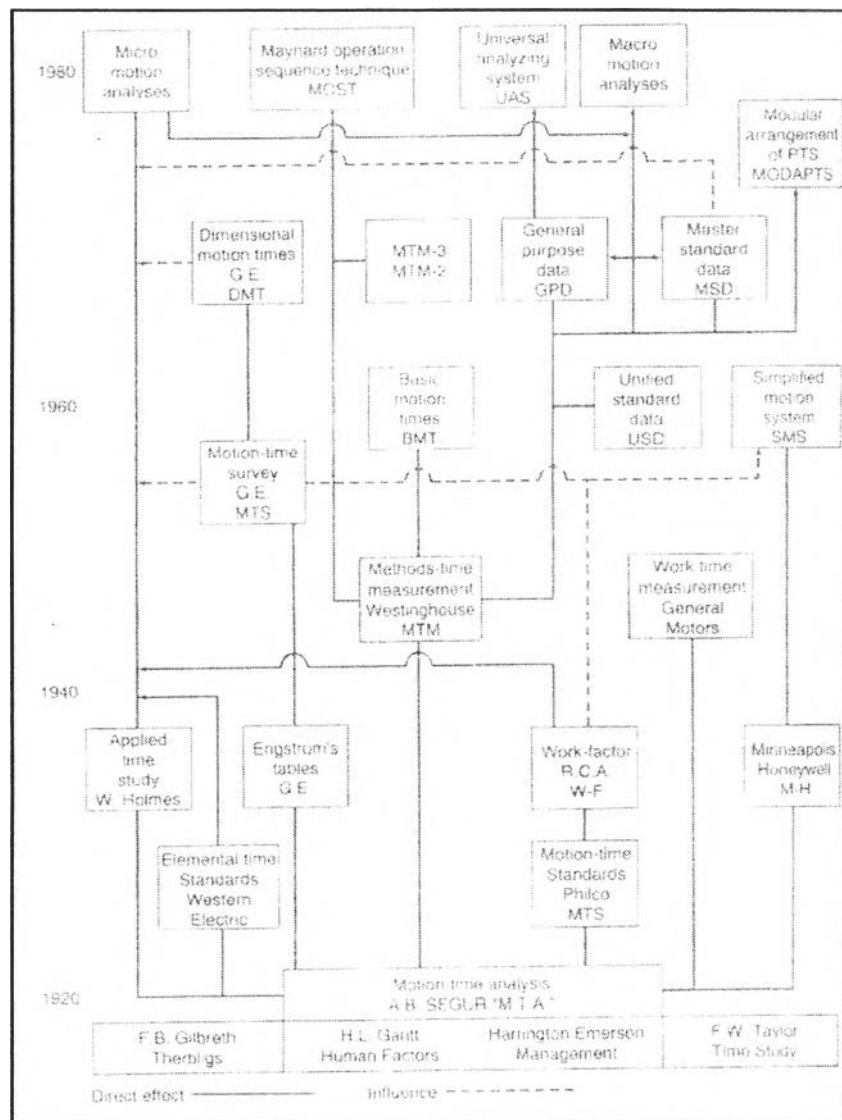 1980
Micro
motion
analyses
Maynard operation
sequence technique
MOST
Universal
analyzing
system
UAS
Macro
motion
analyses
Modular
arrangement
of PTS
MODAPTS
Dimensional
motion times
G.E.
DMT
MTM-3
MTM-2
General
purpose
data
GPD
Master
standard
data
MSD
1960
Basic
motion
times
BMT
Unified
standard
data
USD
Simplified
motion
system
SMS
Motion-time
survey
G.E.
MTS
Methods-time
measurement
Westinghouse
MTM
Work time
measurement
General
Motors
1940
Applied
time
study
W. Holmes
Engstrom's
tables
G.E
Work-factor
R.C.A.
W-F
Minneapolis
Honeywell
M-H
Elemental time
Standards
Western
Electric
Motion-time
Standards
Philco
MTS
1920
Motion-time analysis
A.B. SEGUR "M.T.A."
F.B. Gilbreth
Therbligs
H.L. Gantt
Human Factors
Harrington Emerson
Management
F.W. Taylor
Time Study
Direct effect
Influence